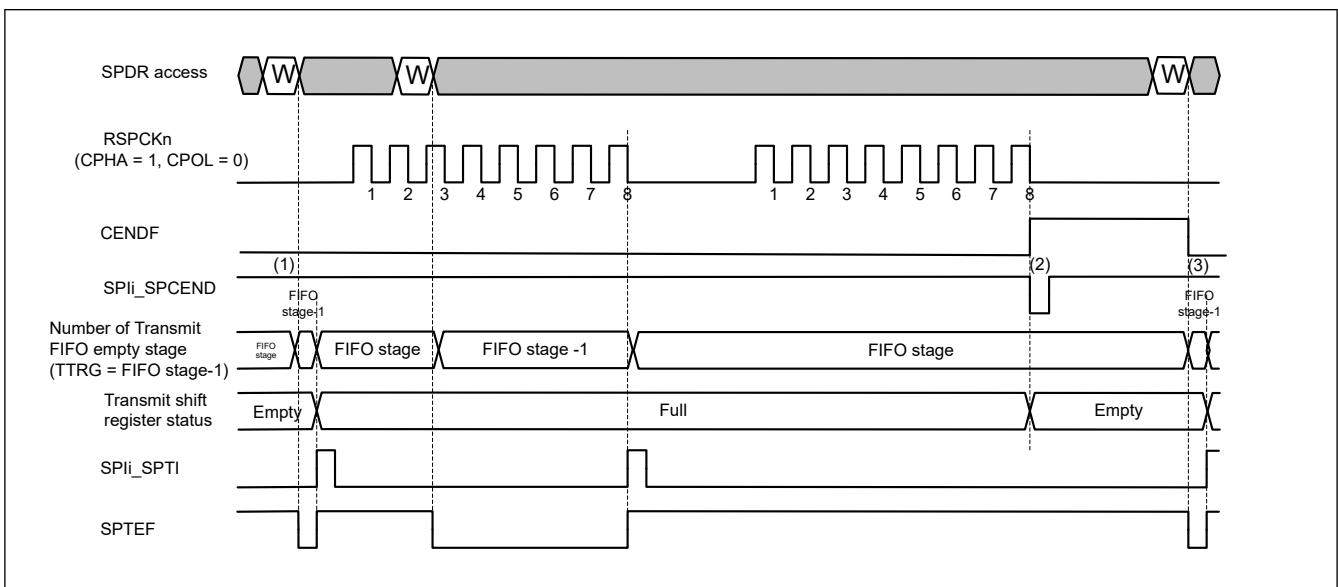 SPDR access
W W W
RSPCKn
(CPHA = 1, CPOL = 0)
1 2 3 4 5 6 7 8 1 2 3 4 5 6 7 8
CENDF
(1) (2) (3)
SPIi_SPCEND
FIFO
stage-1
FIFO
stage-1
Number of Transmit
FIFO empty stage
(TTRG = FIFO stage-1)
FIFO
stage
FIFO stage
FIFO stage -1
FIFO stage
Transmit shift
register status
Empty Full Empty
SPIi_SPTI
SPTEF